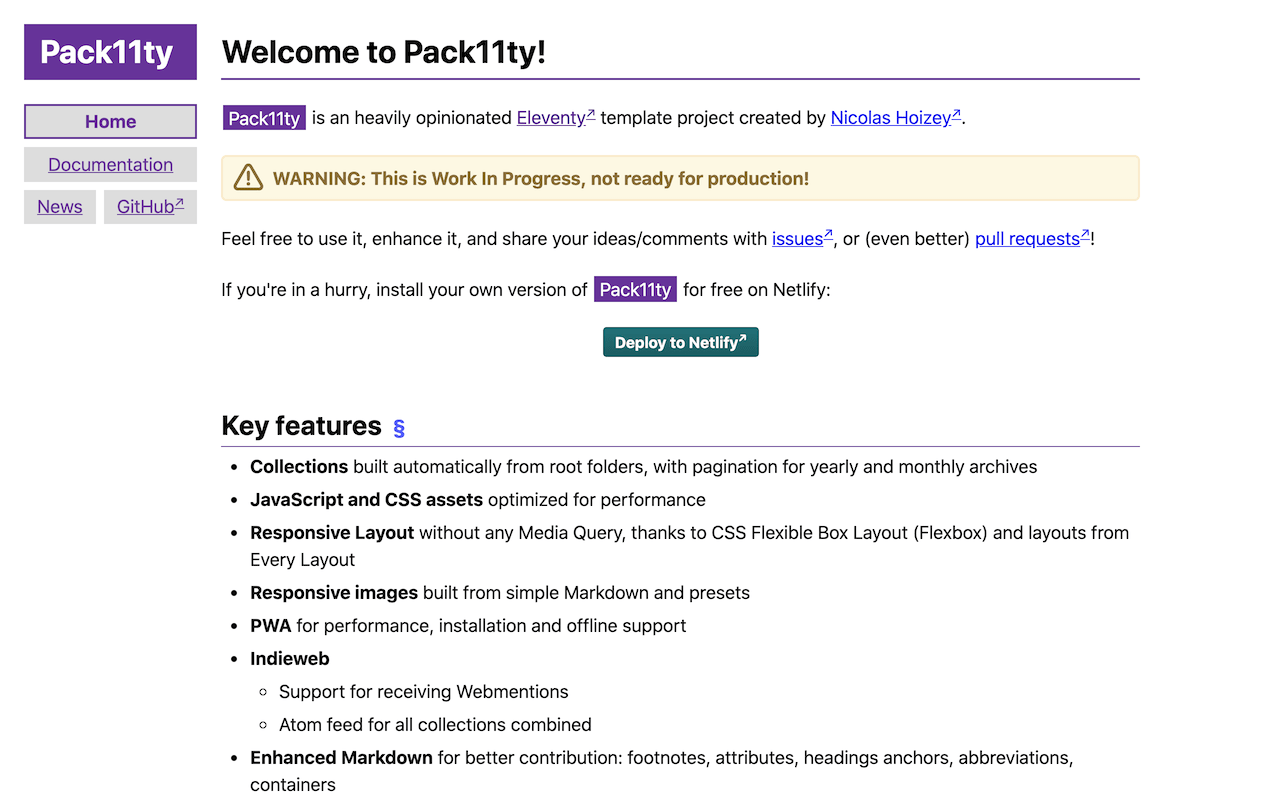 Pack11ty
Home
Documentation
News
GitHub↗
Welcome to Pack11ty!
Pack11ty is an heavily opinionated Eleventy↗ template project created by Nicolas Hoizey↗.
WARNING: This is Work In Progress, not ready for production!
Feel free to use it, enhance it, and share your ideas/comments with issues↗, or (even better) pull requests↗!
If you're in a hurry, install your own version of Pack11ty for free on Netlify:
Deploy to Netlify↗
Key features §
• Collections built automatically from root folders, with pagination for yearly and monthly archives
• JavaScript and CSS assets optimized for performance
• Responsive Layout without any Media Query, thanks to CSS Flexible Box Layout (Flexbox) and layouts from
Every Layout
• Responsive images built from simple Markdown and presets
• PWA for performance, installation and offline support
• Indieweb
◦ Support for receiving Webmentions
◦ Atom feed for all collections combined
• Enhanced Markdown for better contribution: footnotes, attributes, headings anchors, abbreviations,
containers